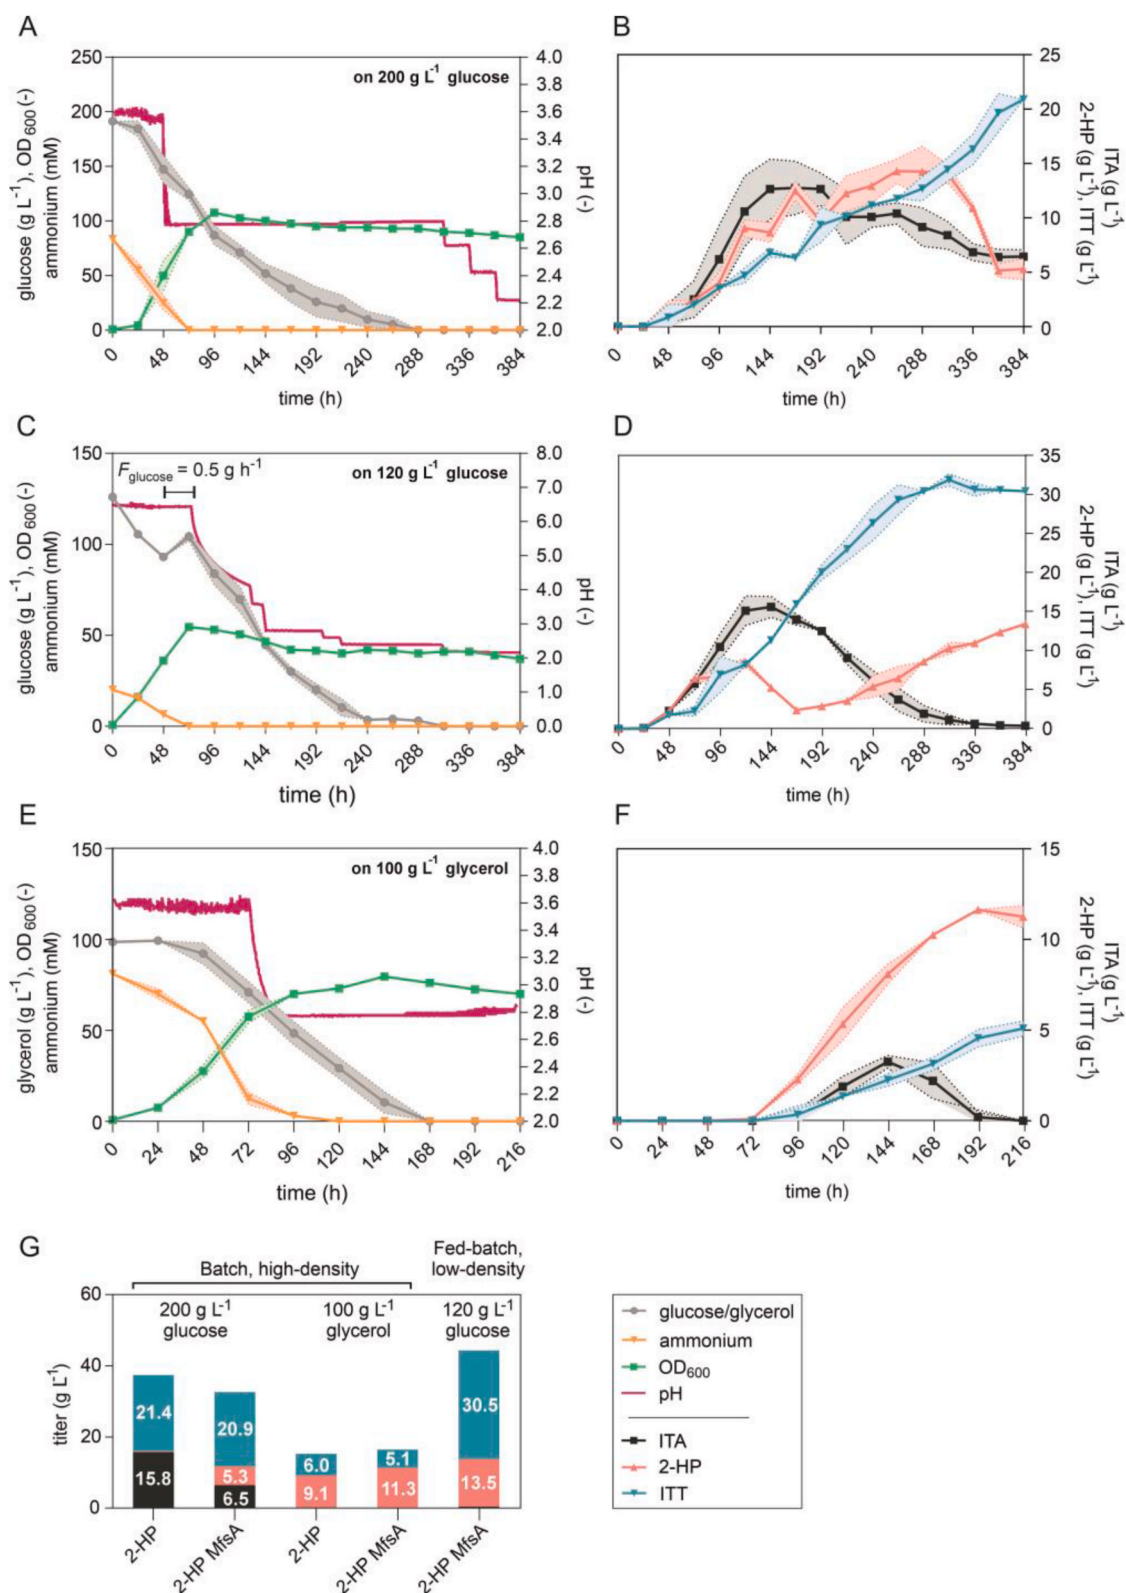 A
250
200
150
100
50
0
glucose (g L⁻¹), OD₆₀₀ (-)
ammonium (mM)
on 200 g L⁻¹ glucose
4.0
3.8
3.6
3.4
3.2
3.0
2.8
2.6
2.4
2.2
2.0
pH (-)
0 48 96 144 192 240 288 336 384
time (h)
B
25
20
15
10
5
0
ITA (g L⁻¹)
2-HP (g L⁻¹), ITT (g L⁻¹)
0 48 96 144 192 240 288 336 384
time (h)
C
150
100
50
0
glucose (g L⁻¹), OD₆₀₀ (-)
ammonium (mM)
F_glucose = 0.5 g h⁻¹
on 120 g L⁻¹ glucose
8.0
7.0
6.0
5.0
4.0
3.0
2.0
1.0
0.0
pH (-)
0 48 96 144 192 240 288 336 384
time (h)
D
35
30
25
20
15
10
5
0
ITA (g L⁻¹)
2-HP (g L⁻¹), ITT (g L⁻¹)
0 48 96 144 192 240 288 336 384
time (h)
E
150
100
50
0
glycerol (g L⁻¹), OD₆₀₀ (-)
ammonium (mM)
on 100 g L⁻¹ glycerol
4.0
3.8
3.6
3.4
3.2
3.0
2.8
2.6
2.4
2.2
2.0
pH (-)
0 24 48 72 96 120 144 168 192 216
time (h)
F
15
10
5
0
ITA (g L⁻¹)
2-HP (g L⁻¹), ITT (g L⁻¹)
0 24 48 72 96 120 144 168 192 216
time (h)
G
Batch, high-density
Fed-batch,
low-density
60
40
20
0
titer (g L⁻¹)
200 g L⁻¹
glucose
100 g L⁻¹
glycerol
120 g L⁻¹
glucose
21.4
15.8
20.9
5.3
6.5
6.0
9.1
5.1
11.3
30.5
13.5
2-HP
2-HP MfsA
2-HP
2-HP MfsA
2-HP MfsA
glucose/glycerol
ammonium
OD₆₀₀
pH
ITA
2-HP
ITT